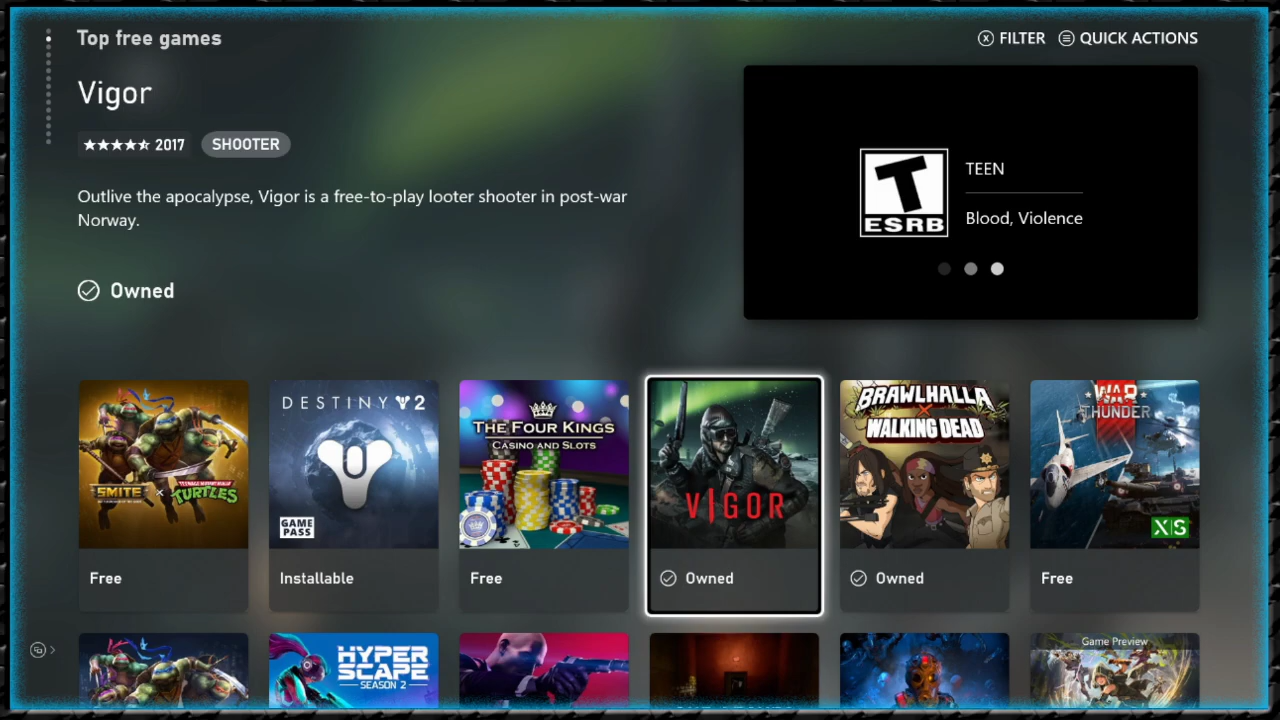 Top free games
FILTER
QUICK ACTIONS
Vigor
2017
SHOOTER
Outlive the apocalypse, Vigor is a free-to-play looter shooter in post-war
Norway.
Owned
T
ESRB
TEEN
Blood, Violence
SMITE X TEENAGE MUTANT NINJA
TURTLES
Free
DESTINY 2
GAME
PASS
Installable
THE FOUR KINGS
CASINO AND SLOTS
Free
VIGOR
Owned
BRAWLHALLA
X
WALKING DEAD
Owned
WAR
THUNDER
X|S
Free
HYPER
SCAPE
SEASON 2
Game Preview